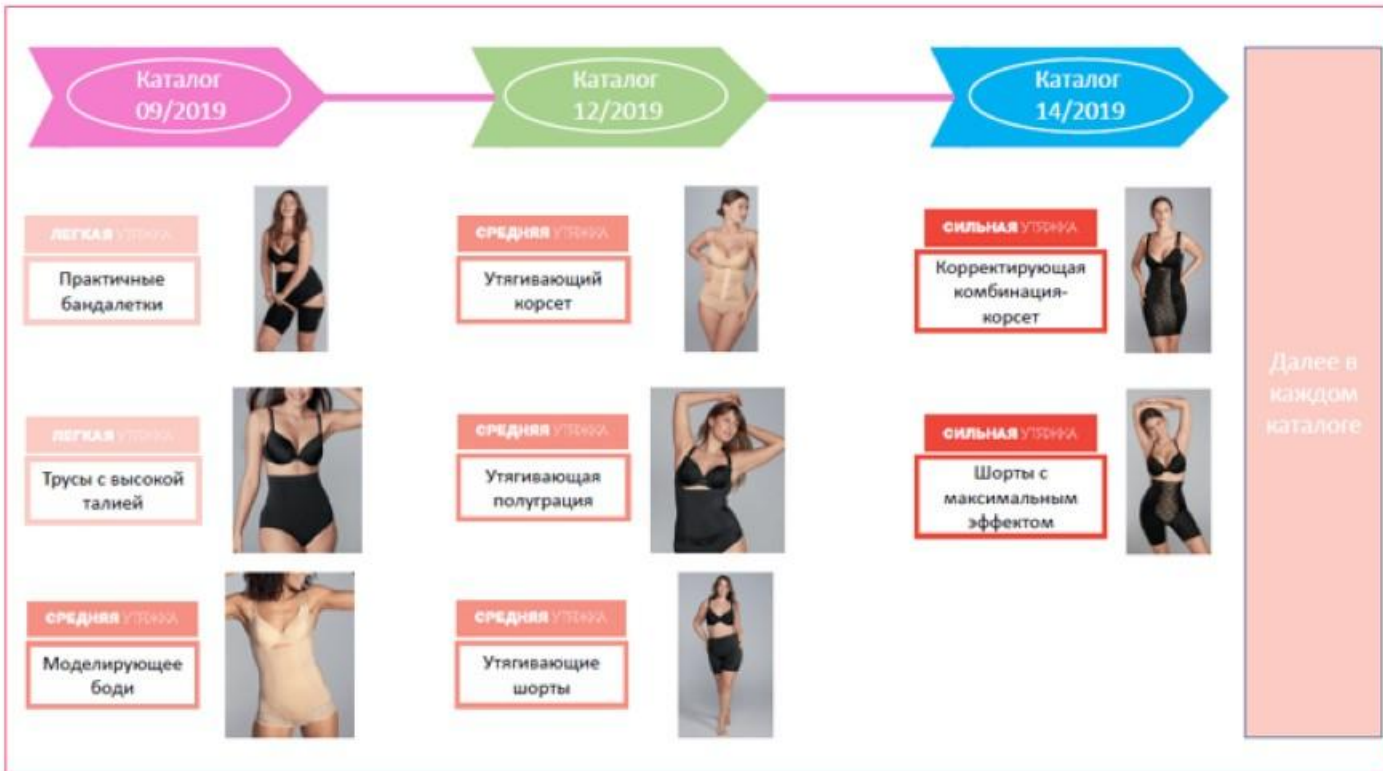 Каталог
09/2019
Каталог
12/2019
Каталог
14/2019
ЛЕГКАЯ УТЯЖКА
Практичные
бандалетки
СРЕДНЯЯ УТЯЖКА
Утягивающий
корсет
СИЛЬНАЯ УТЯЖКА
Корректирующая
комбинация-
корсет
ЛЕГКАЯ УТЯЖКА
Трусы с высокой
талией
СРЕДНЯЯ УТЯЖКА
Утягивающая
полуграция
СИЛЬНАЯ УТЯЖКА
Шорты с
максимальным
эффектом
СРЕДНЯЯ УТЯЖКА
Моделирующее
боди
СРЕДНЯЯ УТЯЖКА
Утягивающие
шорты
Далее в
каждом
каталоге